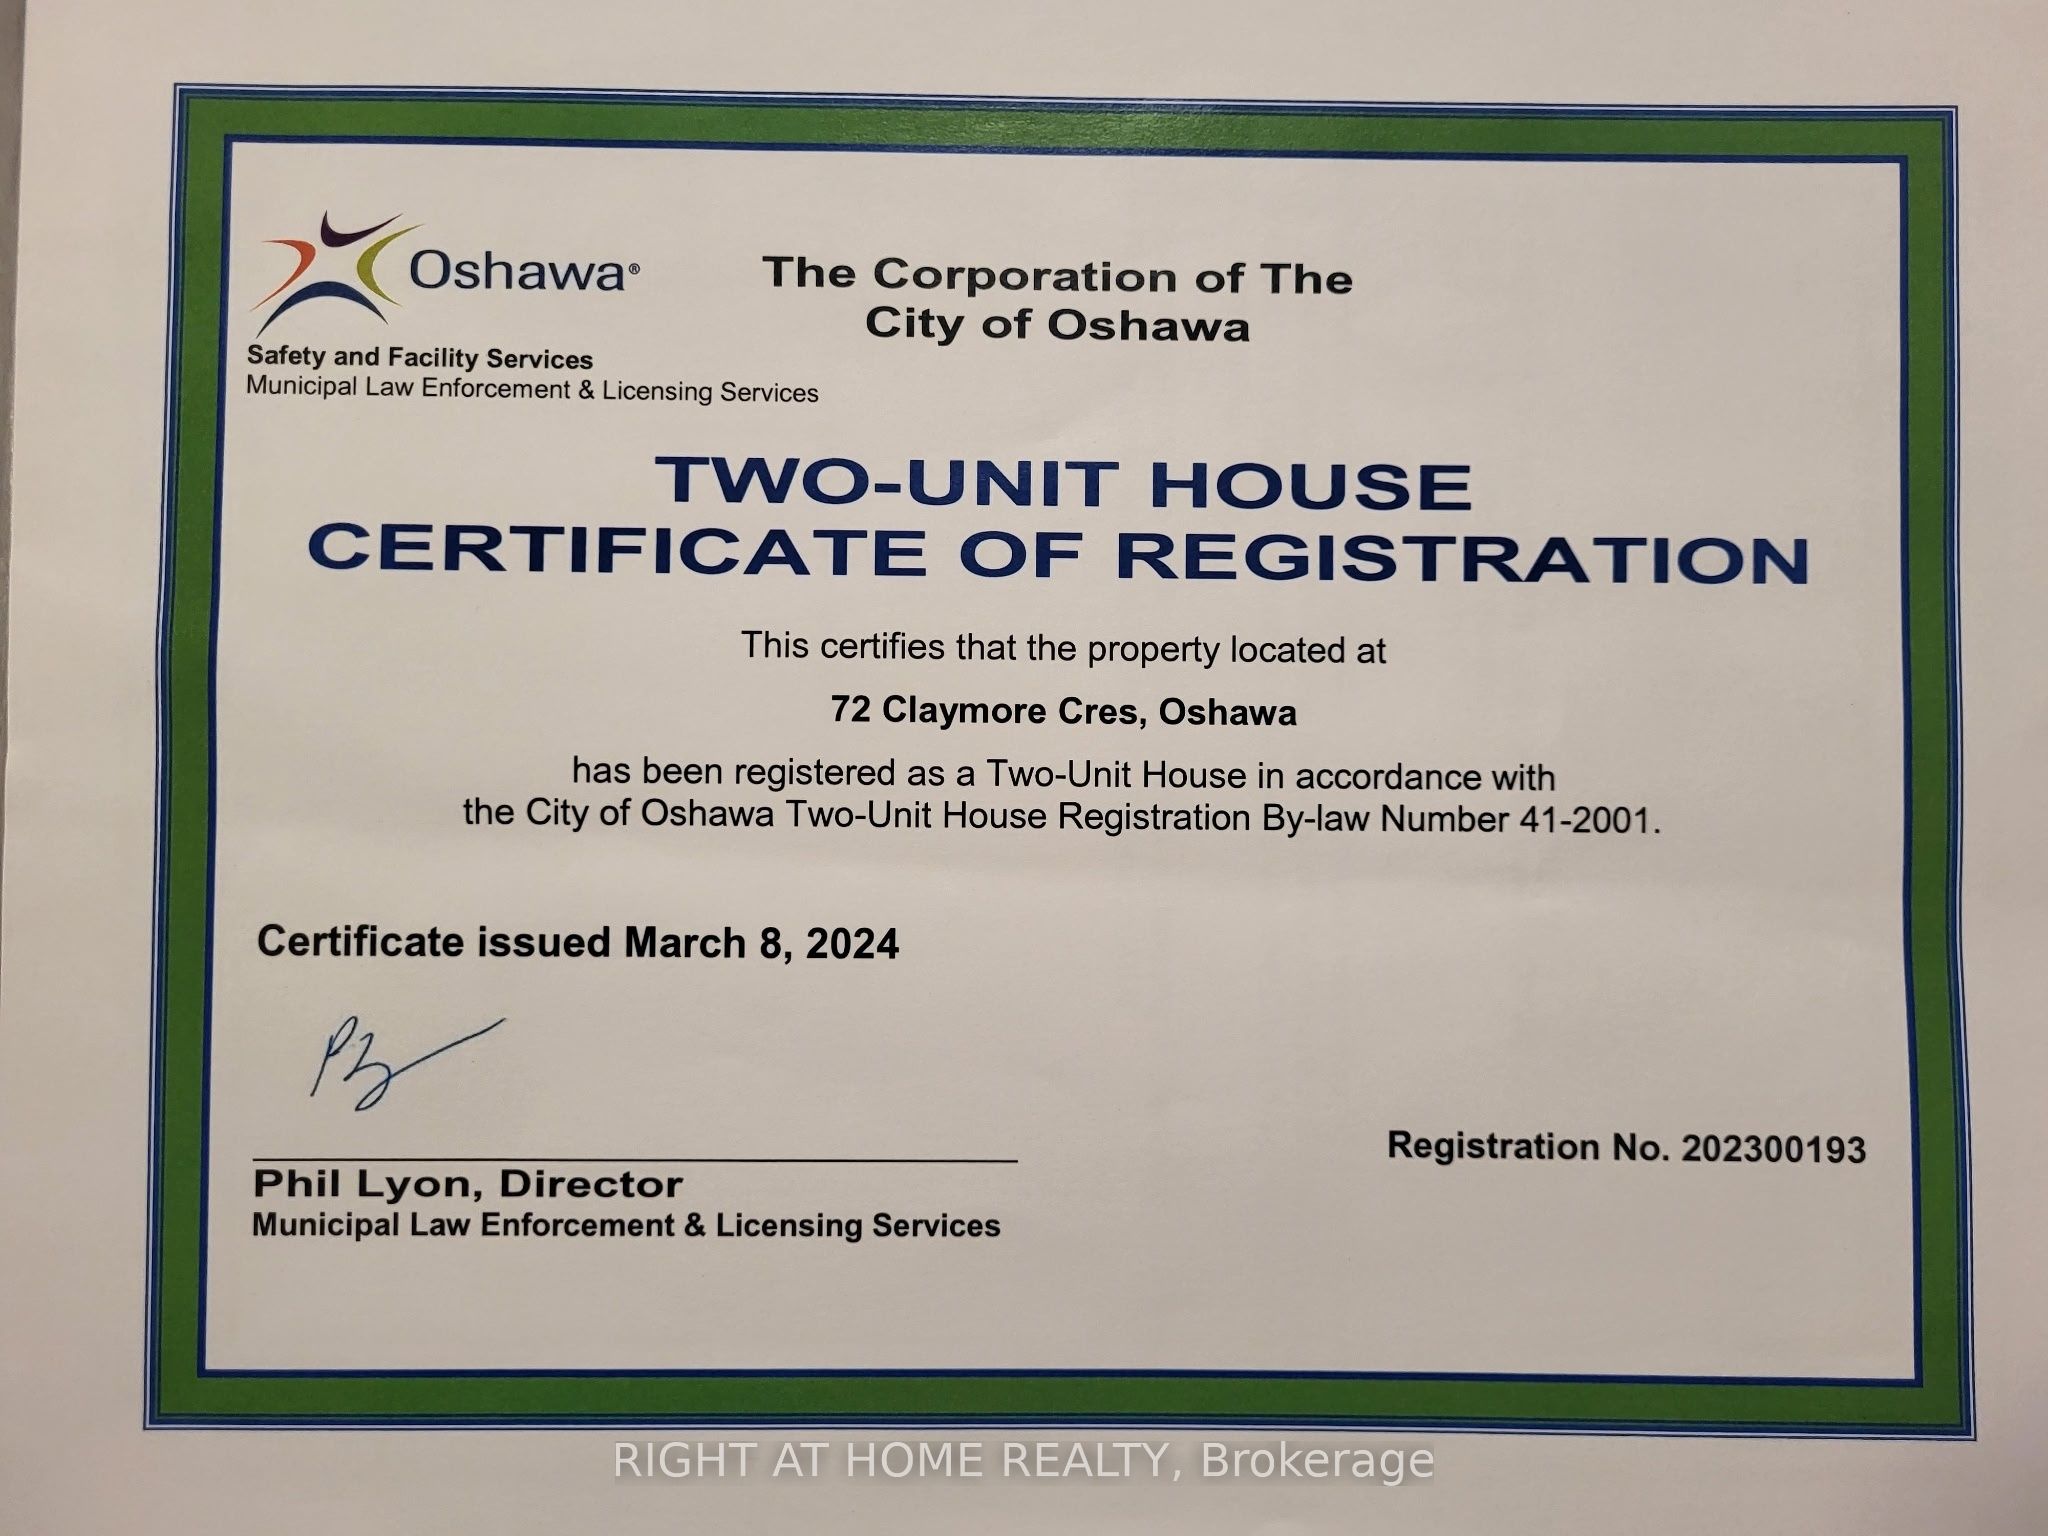 Oshawa®
The Corporation of The
City of Oshawa
Safety and Facility Services
Municipal Law Enforcement & Licensing Services
TWO-UNIT HOUSE
CERTIFICATE OF REGISTRATION
This certifies that the property located at
72 Claymore Cres, Oshawa
has been registered as a Two-Unit House in accordance with
the City of Oshawa Two-Unit House Registration By-law Number 41-2001.
Certificate issued March 8, 2024
Registration No. 202300193
Phil Lyon, Director
Municipal Law Enforcement & Licensing Services
RIGHT AT HOME REALTY, Brokerage